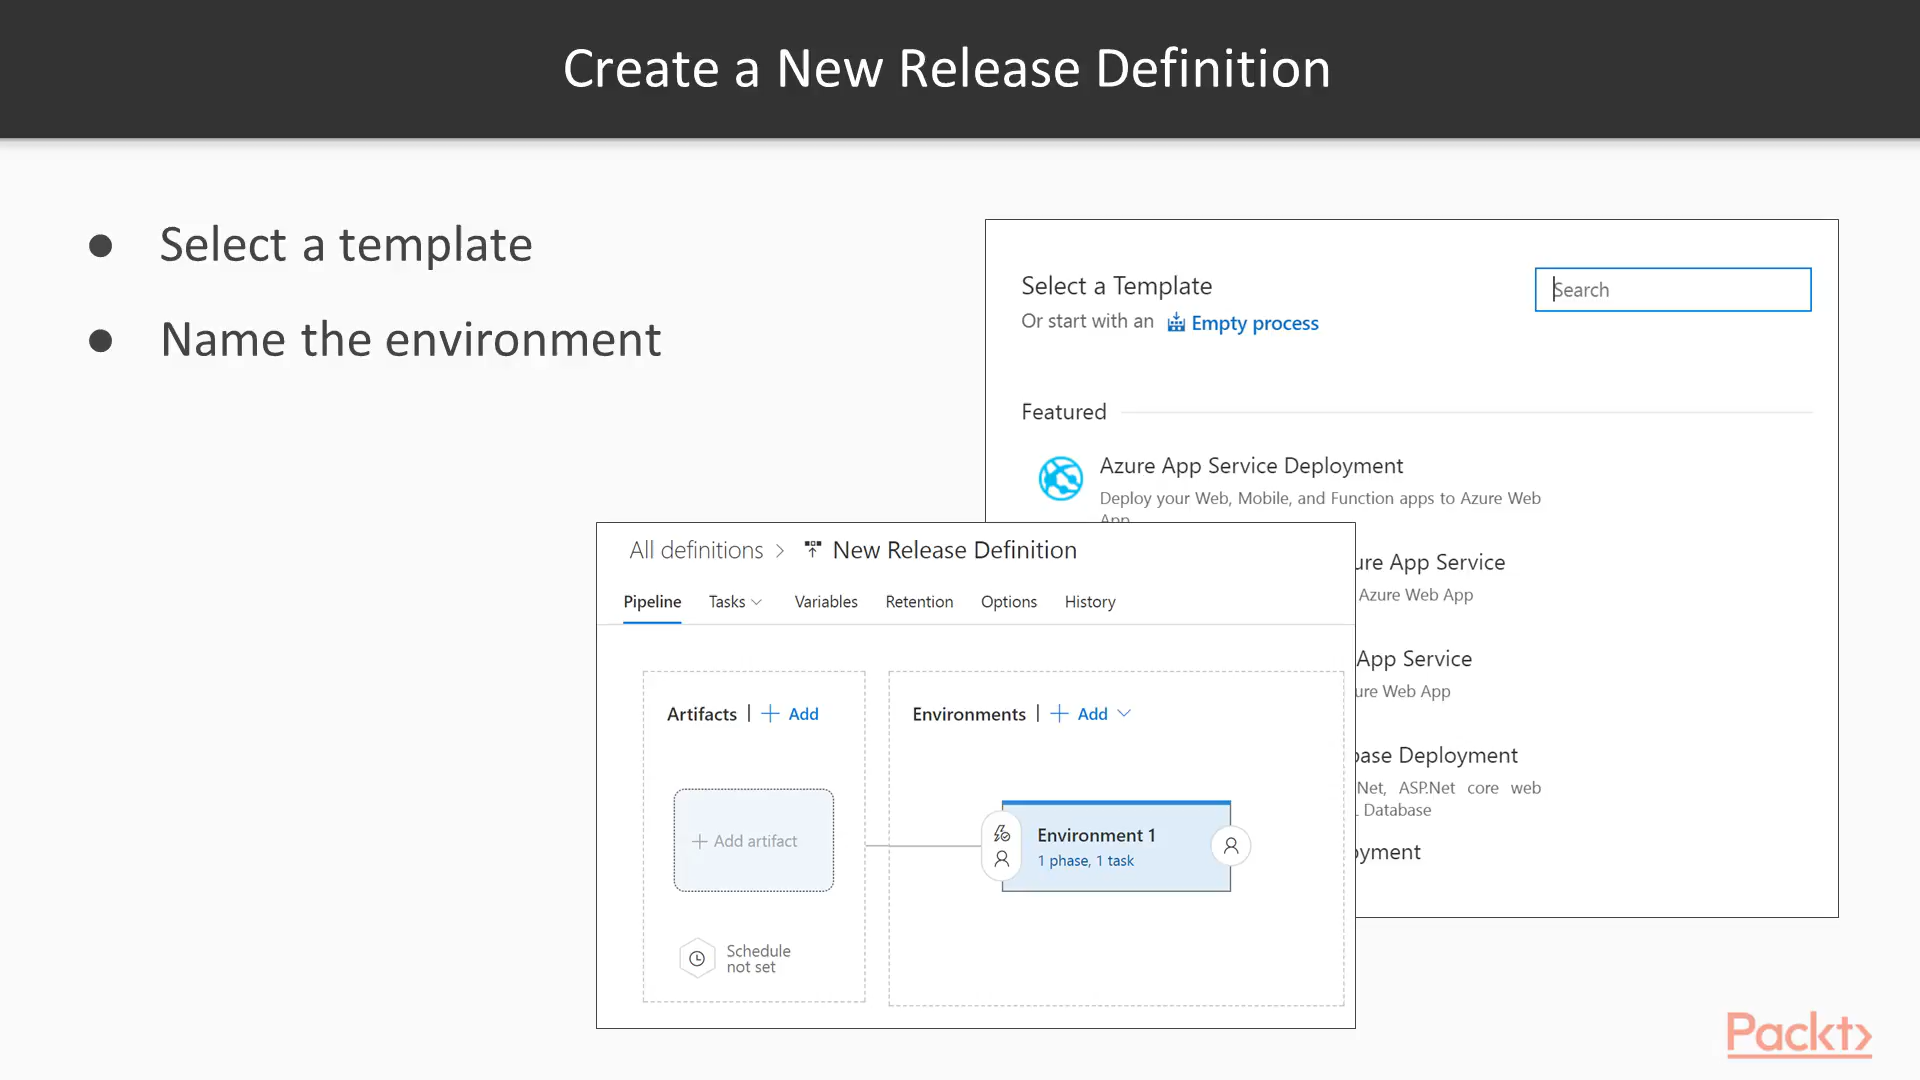 Create a New Release Definition
● Select a template
● Name the environment
Select a Template
Search
Or start with an Empty process
Featured
Azure App Service Deployment
Deploy your Web, Mobile, and Function apps to Azure Web
App
App Service
Azure Web App
App Service
Web App
Deployment
Net, ASP.Net core web
Database
All definitions > New Release Definition
Pipeline Tasks Variables Retention Options History
Artifacts | + Add
Environments | + Add
+ Add artifact
Environment 1
1 phase, 1 task
Schedule
not set
Packt>